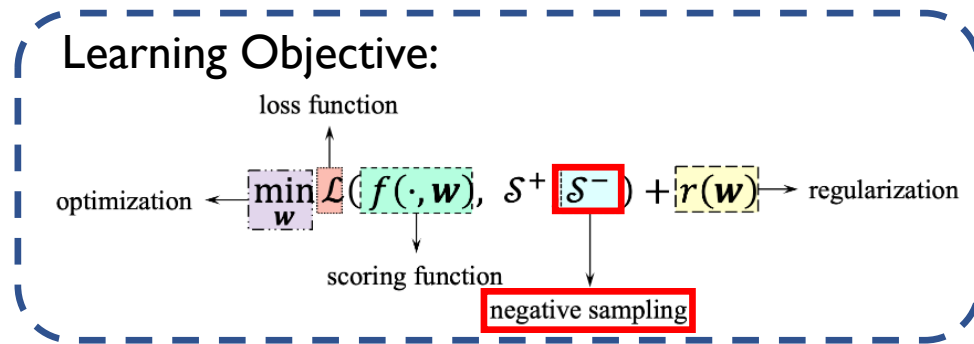 Learning Objective:
loss function
optimization
min 𝓛(f(·, w), 𝒮⁺ 𝒮⁻) + r(w)
w
regularization
scoring function
negative sampling